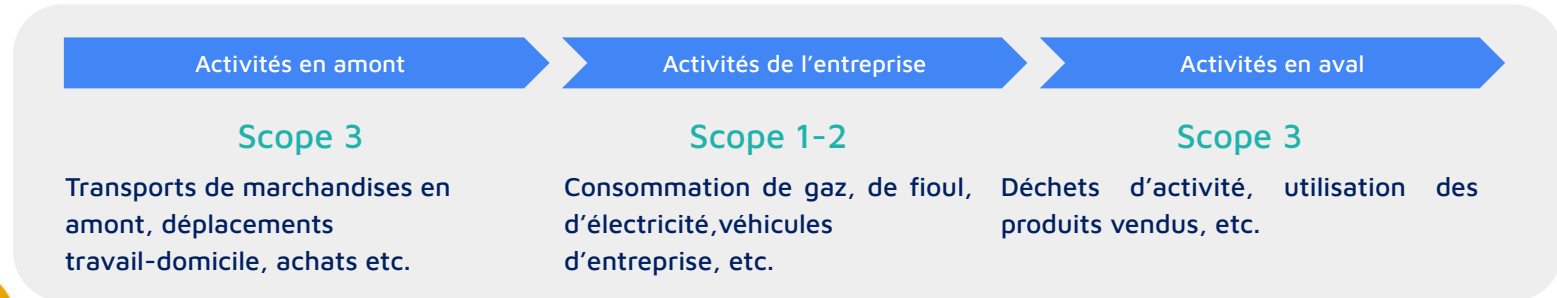 Activités en amont
Activités de l'entreprise
Activités en aval
Scope 3
Scope 1-2
Scope 3
Transports de marchandises en
amont, déplacements
travail-domicile, achats etc.
Consommation de gaz, de fioul,
d'électricité,véhicules
d'entreprise, etc.
Déchets d'activité, utilisation des
produits vendus, etc.